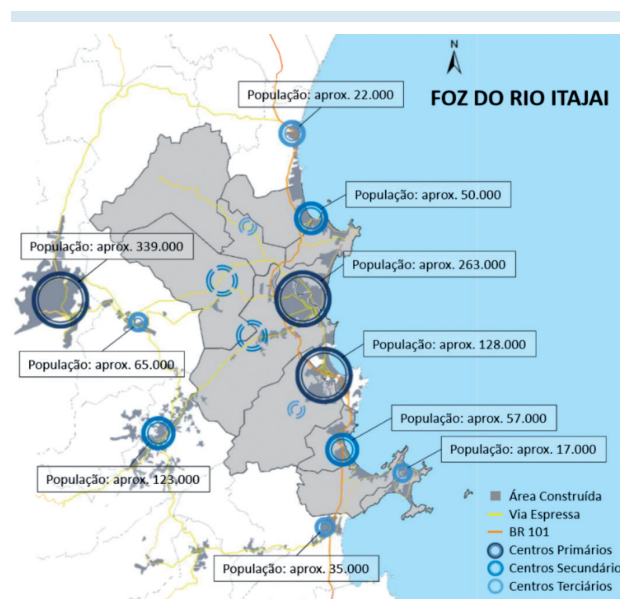 N
FOZ DO RIO ITAJAI
População: aprox. 22.000
População: aprox. 50.000
População: aprox. 339.000
População: aprox. 263.000
População: aprox. 128.000
População: aprox. 65.000
População: aprox. 57.000
População: aprox. 17.000
População: aprox. 123.000
População: aprox. 35.000
Área Construída
Via Espressa
BR 101
Centros Primários
Centros Secundário
Centros Terciários